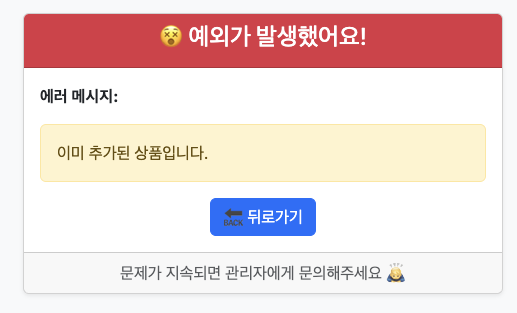 😵 예외가 발생했어요!
에러 메시지:
이미 추가된 상품입니다.
🔙 뒤로가기
문제가 지속되면 관리자에게 문의해주세요 🙇‍♀️